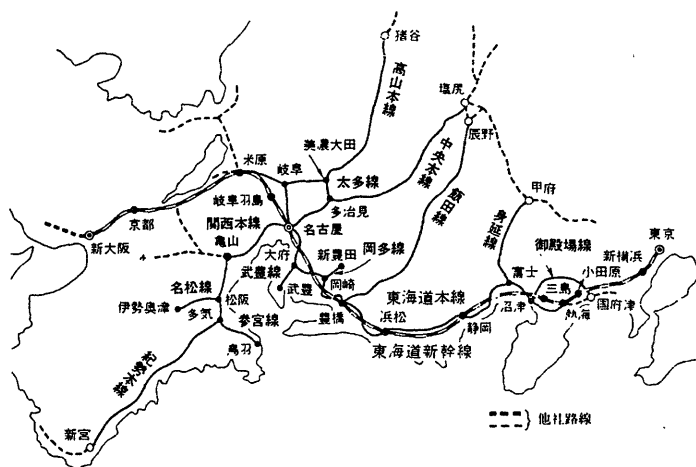 猪谷
高山本線
塩尻
辰野
美濃大田
中央本線
米原
岐阜
太多線
飯田線
甲府
岐阜羽島
多治見
身延線
京都
関西本線
名古屋
御殿場線
東京
新大阪
亀山
大府
新豊田
岡多線
新横浜
小田原
武豊線
岡崎
富士
三島
名松線
武豊
東海道本線
伊勢奥津
松阪
沼津
熱海
国府津
多気
参宮線
豊橋
浜松
静岡
鳥羽
東海道新幹線
紀勢本線
新宮
他社路線